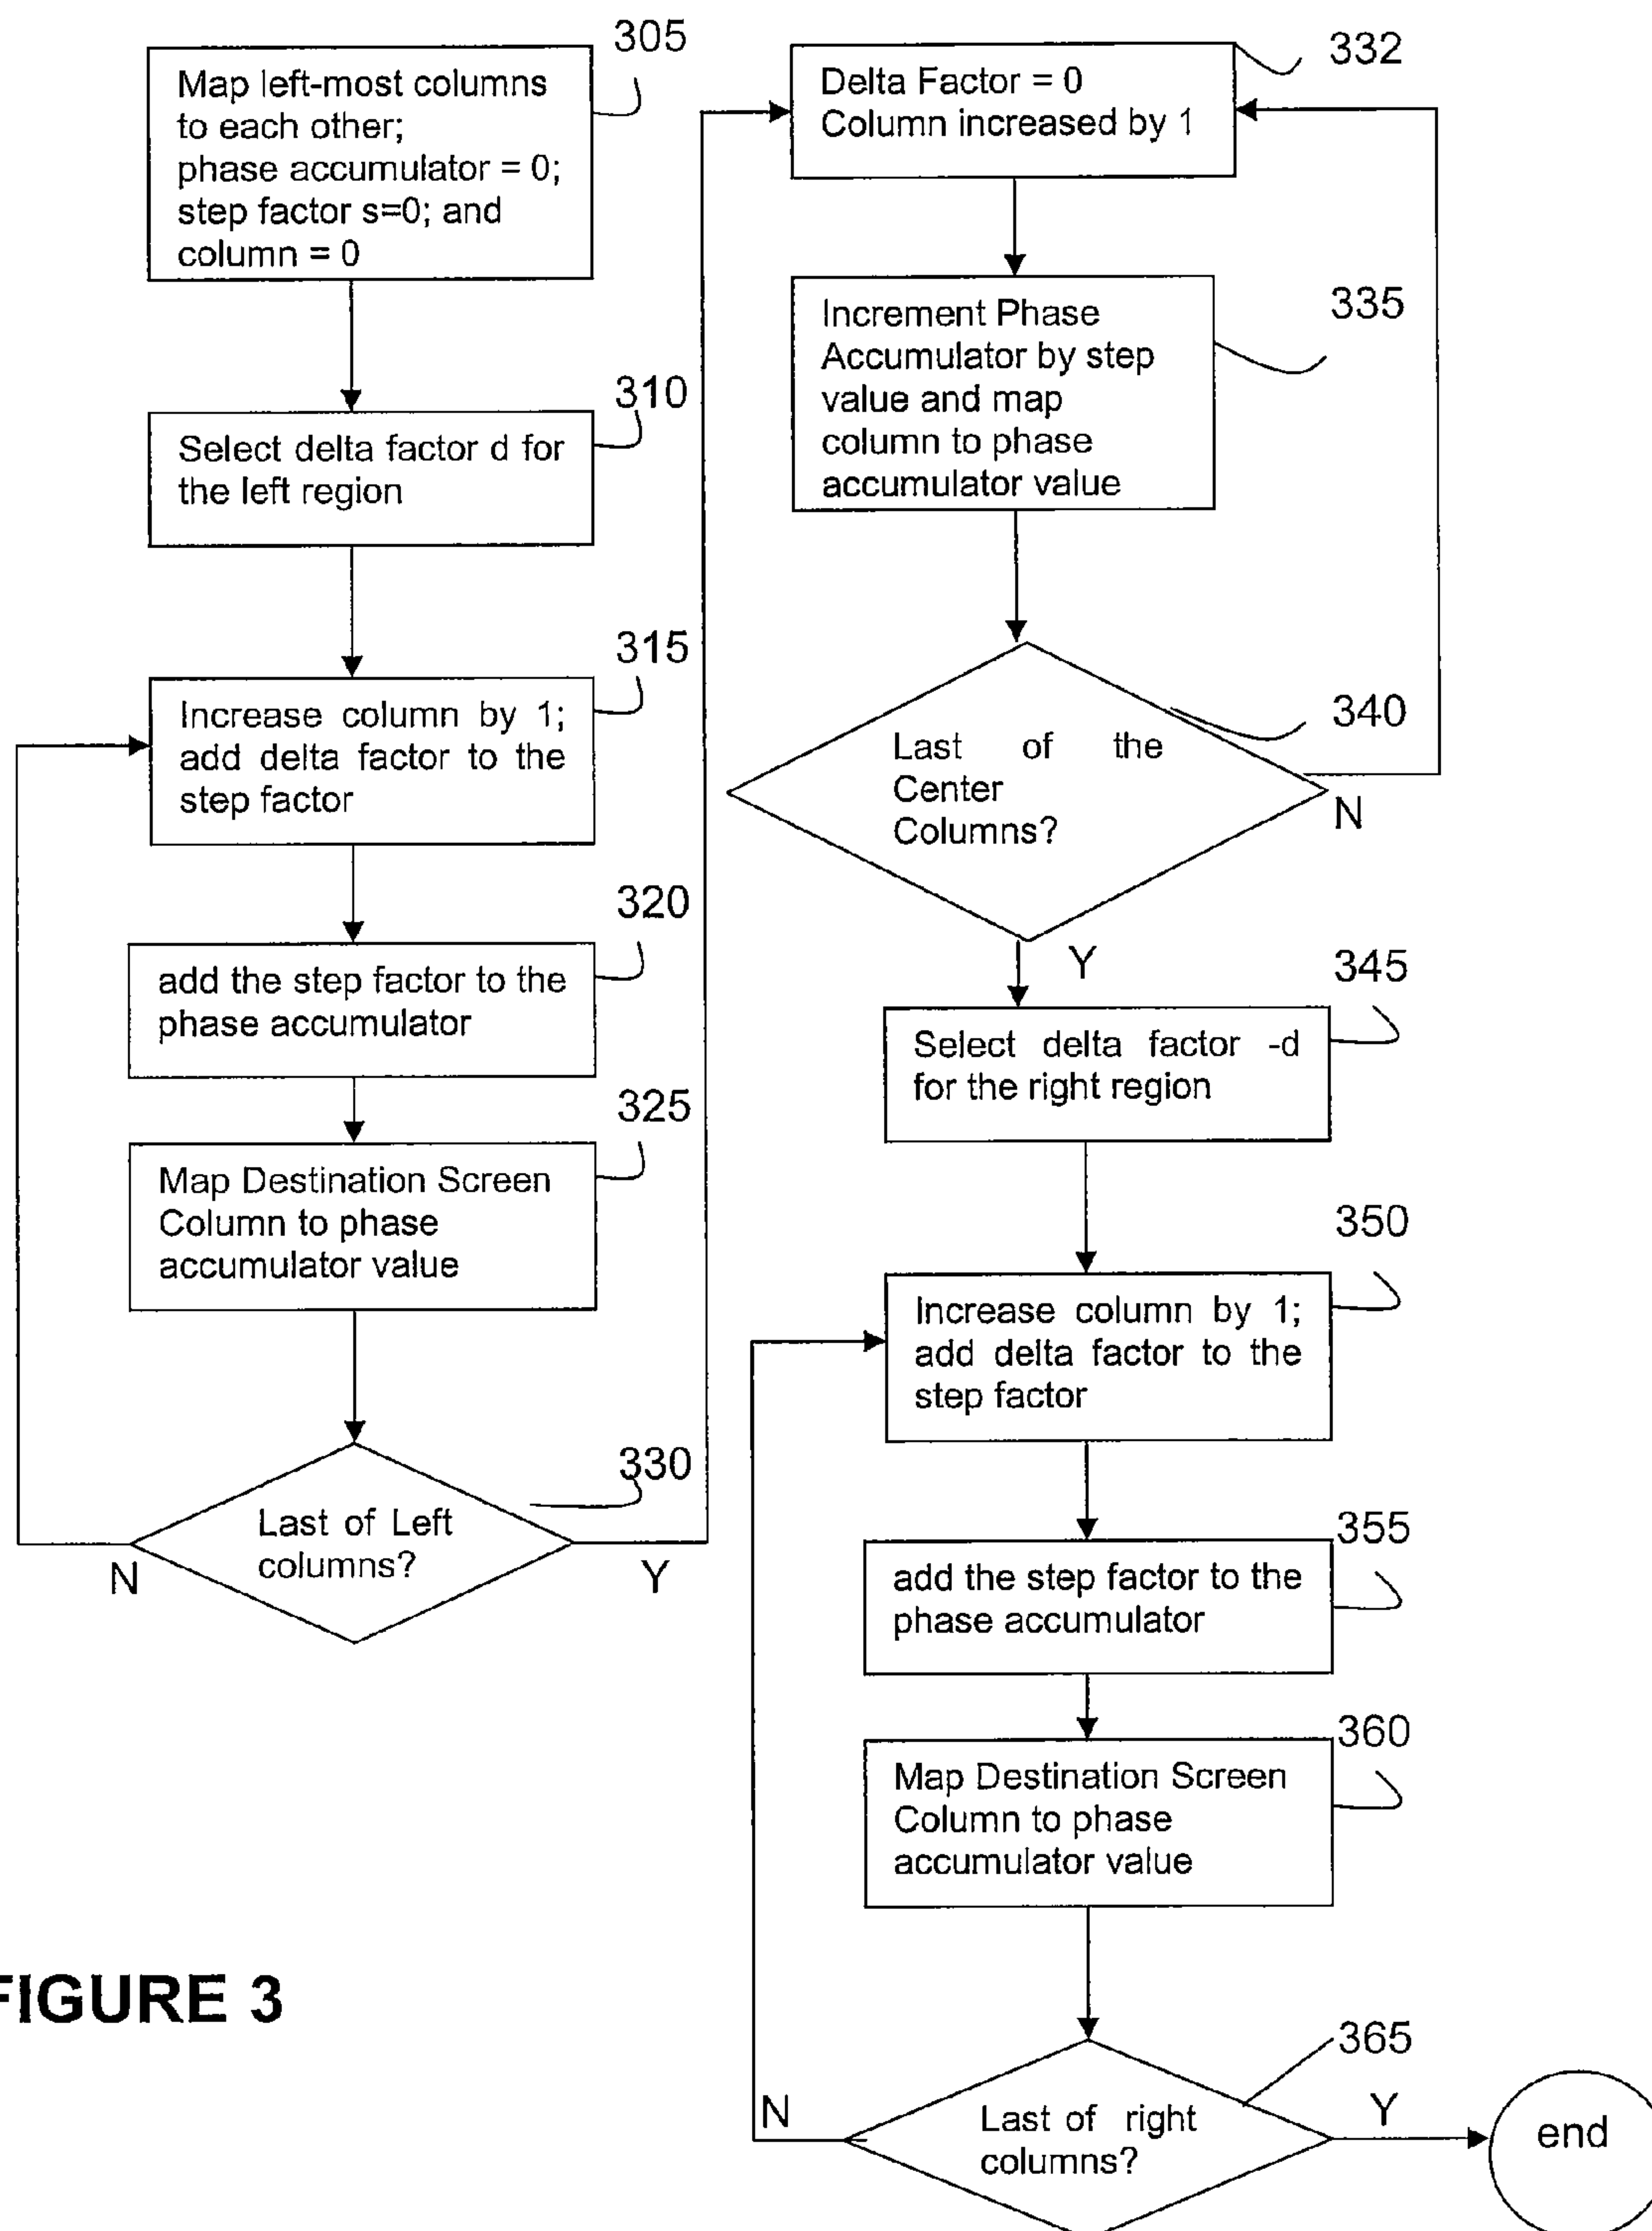 305
Map left-most columns
to each other;
phase accumulator = 0;
step factor s=0; and
column = 0
310
Select delta factor d for
the left region
315
Increase column by 1;
add delta factor to the
step factor
320
add the step factor to the
phase accumulator
325
Map Destination Screen
Column to phase
accumulator value
330
Last of Left
columns?
N
Y
332
Delta Factor = 0
Column increased by 1
335
Increment Phase
Accumulator by step
value and map
column to phase
accumulator value
340
Last of the
Center
Columns?
N
Y
345
Select delta factor -d
for the right region
350
Increase column by 1;
add delta factor to the
step factor
355
add the step factor to the
phase accumulator
360
Map Destination Screen
Column to phase
accumulator value
365
Last of right
columns?
N
Y
end
FIGURE 3